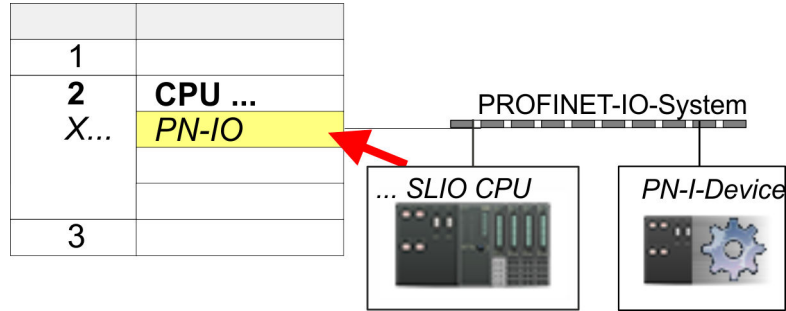 1
2 CPU ...
X... PN-IO
3
PROFINET-IO-System
... SLIO CPU
PN-I-Device